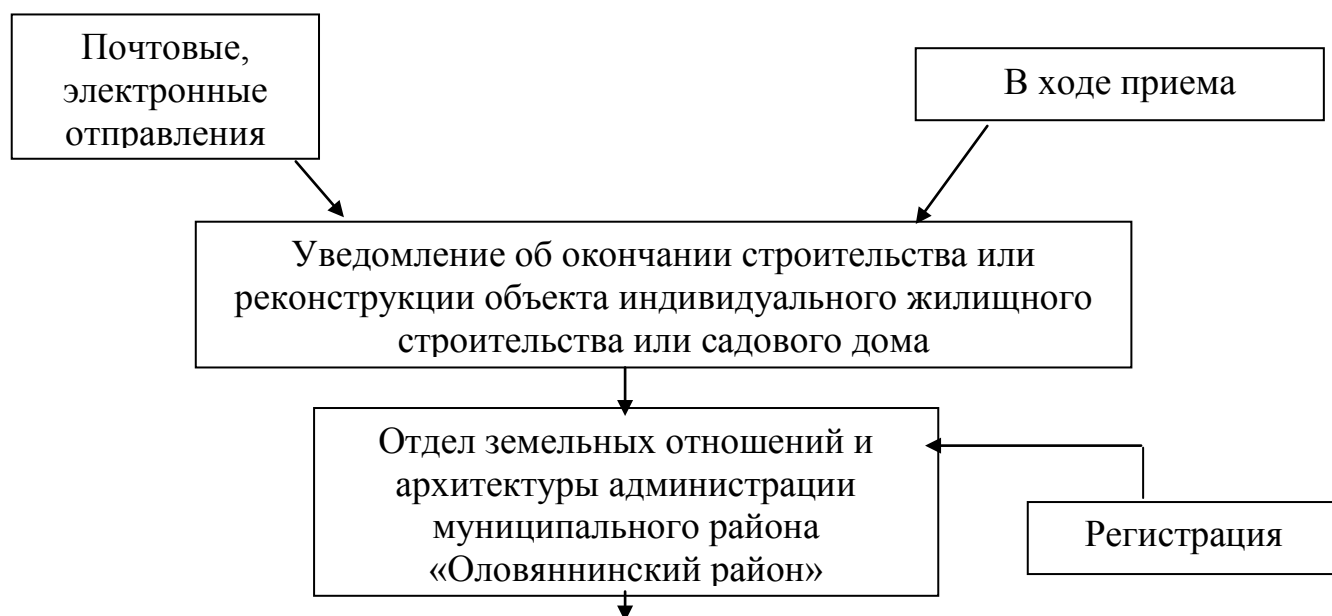 Почтовые,
электронные
отправления
В ходе приема
Уведомление об окончании строительства или
реконструкции объекта индивидуального жилищного
строительства или садового дома
Отдел земельных отношений и
архитектуры администрации
муниципального района
«Оловяннинский район»
Регистрация